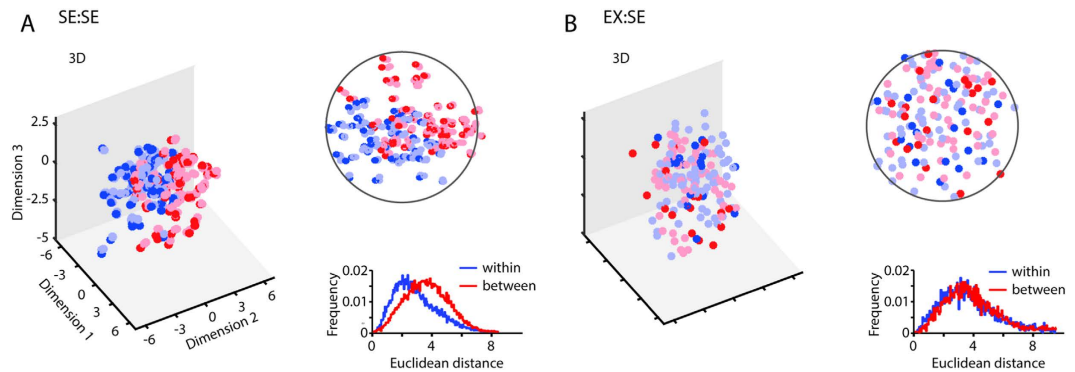 A
SE:SE
3D
2.5
0
-2.5
-5
Dimension 3
-6
-3
0
3
6
Dimension 1
-6
-3
0
3
6
Dimension 2
0.02
0.01
0
Frequency
within
between
0
4
8
Euclidean distance
B
EX:SE
3D
0.02
0.01
0
Frequency
within
between
0
4
8
Euclidean distance